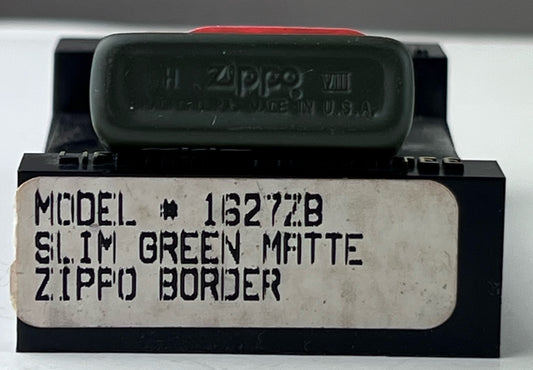 H Zippo VIII
MADE IN U.S.A.
MODEL # 1627ZB
SLIM GREEN MATTE
ZIPPO BORDER